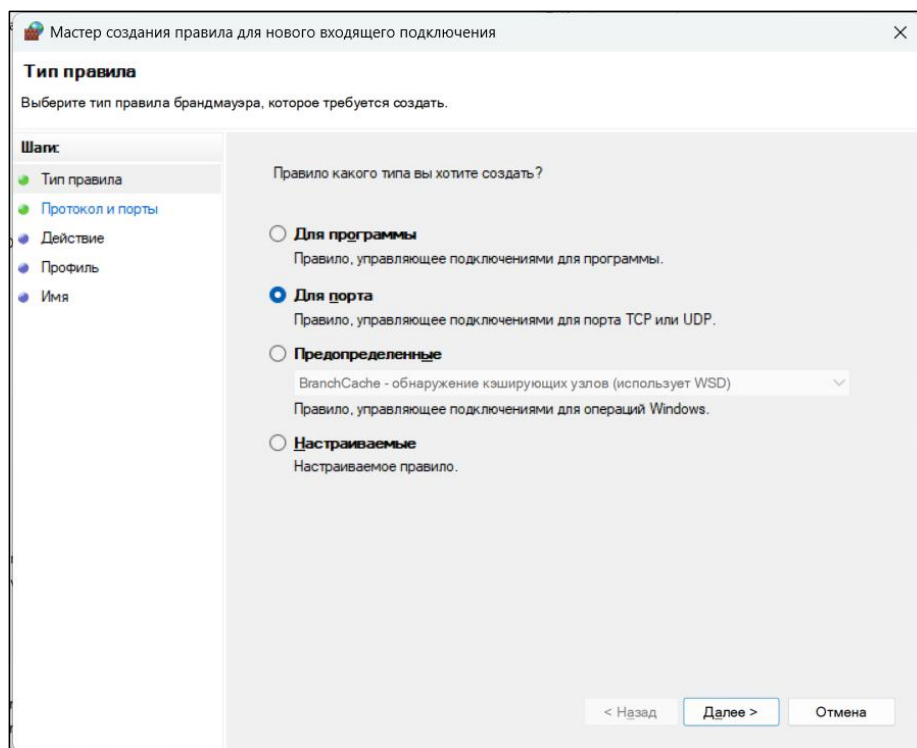 Мастер создания правила для нового входящего подключения
Тип правила
Выберите тип правила брандмауэра, которое требуется создать.
Шаги:
Тип правила
Протокол и порты
Действие
Профиль
Имя
Правило какого типа вы хотите создать?
Для программы
Правило, управляющее подключениями для программы.
Для порта
Правило, управляющее подключениями для порта TCP или UDP.
Предопределенные
BranchCache - обнаружение кэширующих узлов (использует WSD)
Правило, управляющее подключениями для операций Windows.
Настраиваемые
Настраиваемое правило.
< Назад
Далее >
Отмена